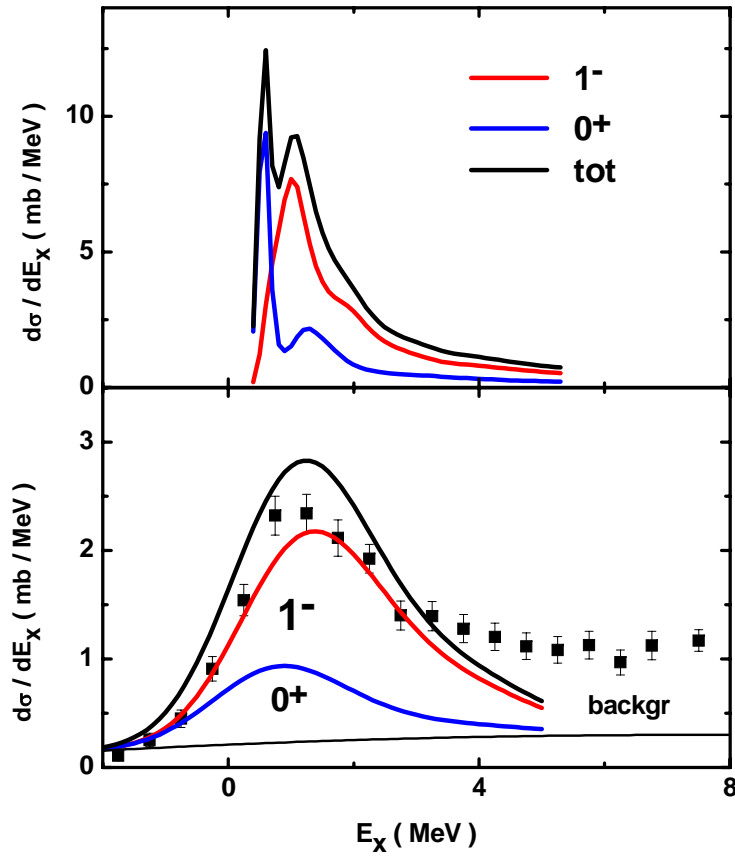 10
5
0
dσ / dEx ( mb / MeV )
1-
0+
tot
3
2
1
0
dσ / dEx ( mb / MeV )
1-
0+
backgr
0
4
8
Ex ( MeV )